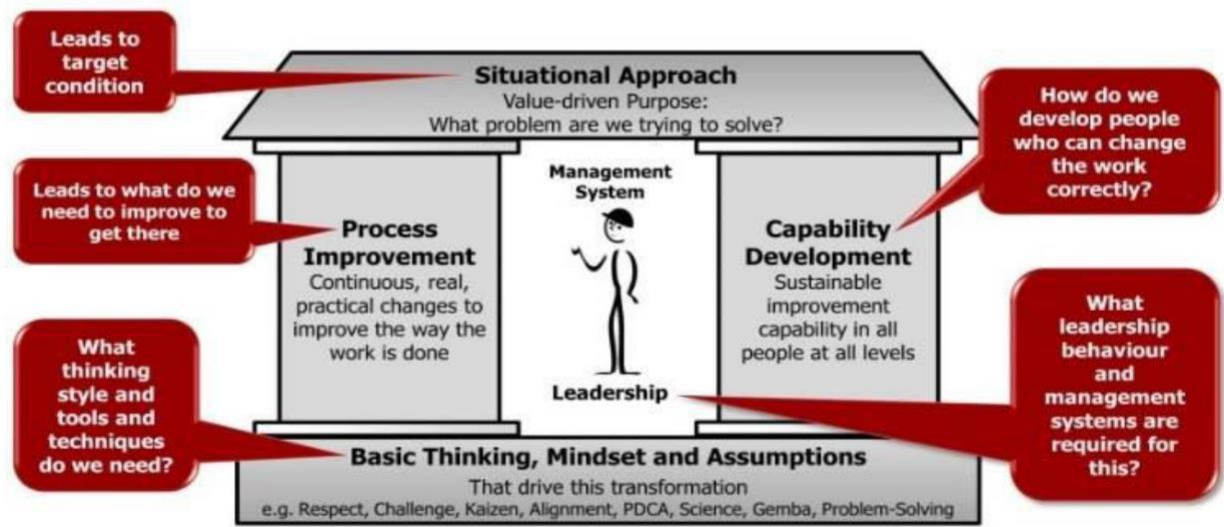 Leads to
target
condition
Situational Approach
Value-driven Purpose:
What problem are we trying to solve?
How do we
develop people
who can change
the work
correctly?
Leads to what do we
need to improve to
get there
Process
Improvement
Continuous, real,
practical changes to
improve the way the
work is done
Management
System
Leadership
Capability
Development
Sustainable
improvement
capability in all
people at all levels
What
thinking
style and
tools and
techniques
do we need?
What
leadership
behaviour
and
management
systems are
required for
this?
Basic Thinking, Mindset and Assumptions
That drive this transformation
e.g. Respect, Challenge, Kaizen, Alignment, PDCA, Science, Gemba, Problem-Solving